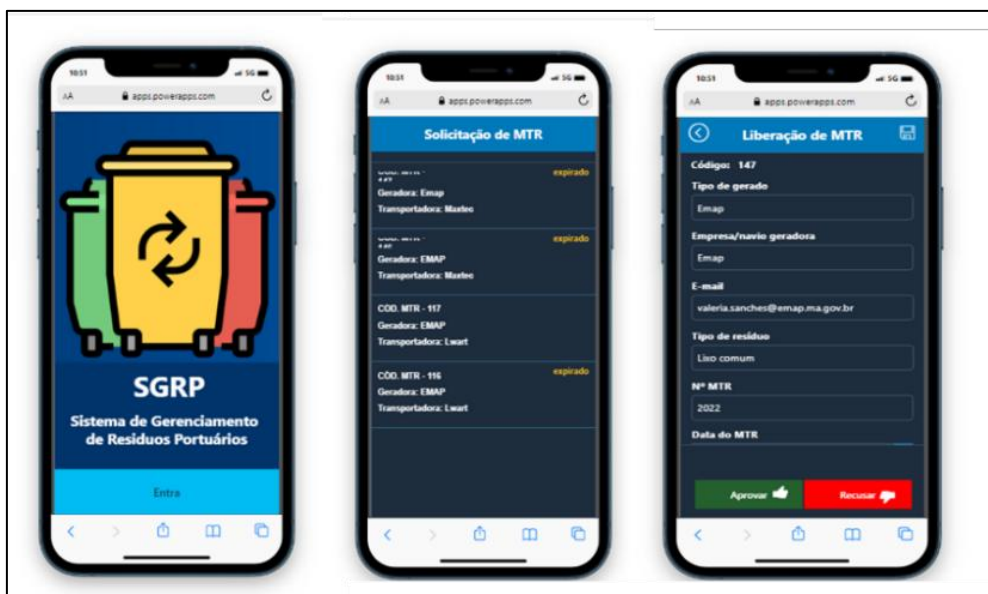 10:51
5G
AA
apps.powerapps.com
SGRP
Sistema de Gerenciamento
de Residuos Portuários
Entra
10:51
5G
AA
apps.powerapps.com
Solicitação de MTR
expirado
Geradora: Emap
Transportadora: Maxtec
expirado
Geradora: EMAP
Transportadora: Maxtec
CÓD. MTR - 117
Geradora: EMAP
Transportadora: Lwart
CÓD. MTR - 116
expirado
Geradora: EMAP
Transportadora: Lwart
10:51
5G
AA
apps.powerapps.com
Liberação de MTR
Código: 147
Tipo de gerado
Emap
Empresa/navio geradora
Emap
E-mail
valeria.sanches@emap.ma.gov.br
Tipo de resíduo
Lixo comum
Nº MTR
2022
Data do MTR
Aprovar
Recusar